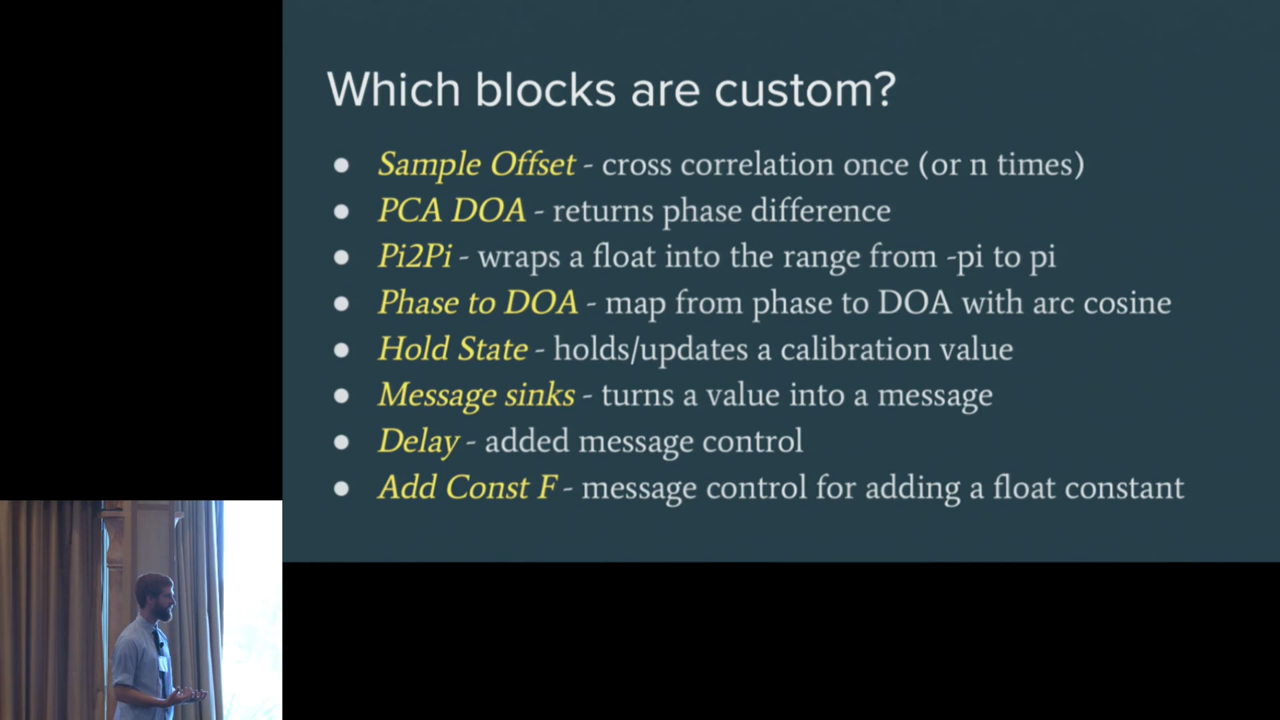 Which blocks are custom?
● Sample Offset - cross correlation once (or n times)
● PCA DOA - returns phase difference
● Pi2Pi - wraps a float into the range from -pi to pi
● Phase to DOA - map from phase to DOA with arc cosine
● Hold State - holds/updates a calibration value
● Message sinks - turns a value into a message
● Delay - added message control
● Add Const F - message control for adding a float constant